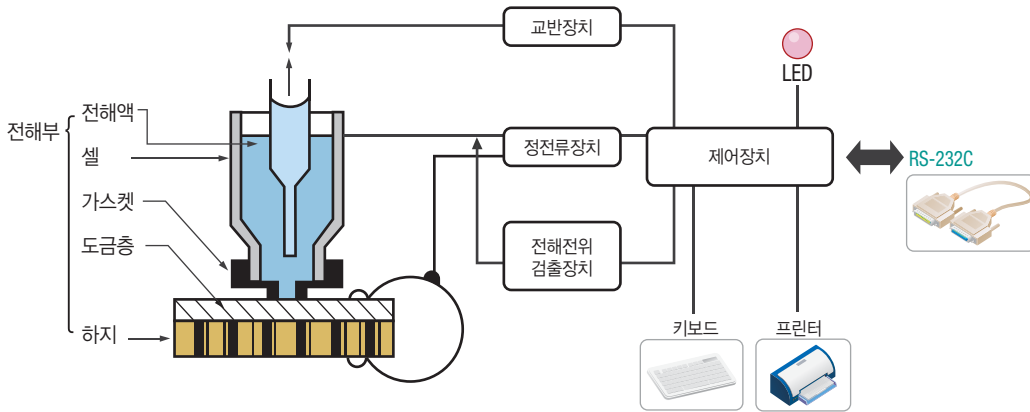 교반장치
LED
전해부
전해액
셀
가스켓
도금층
하지
정전류장치
제어장치
RS-232C
전해전위
검출장치
키보드
프린터